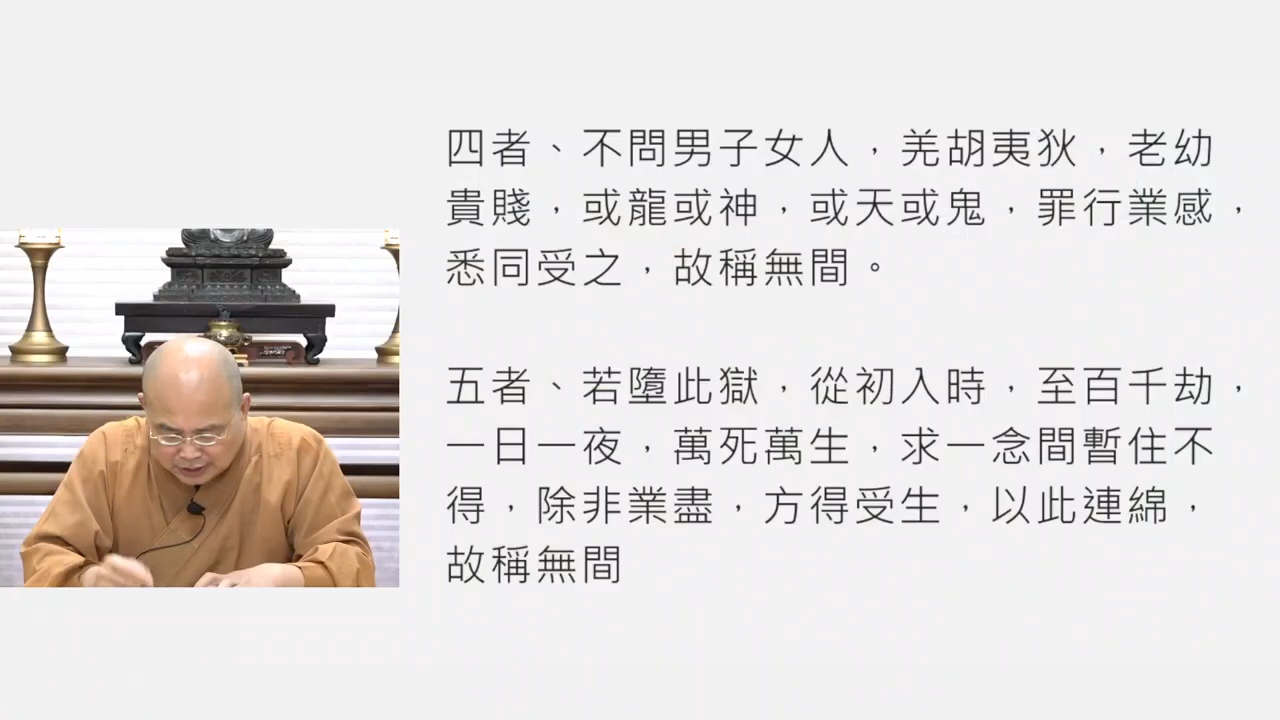 四者、不問男子女人，羌胡夷狄，老幼
貴賤，或龍或神，或天或鬼，罪行業感，
悉同受之，故稱無間。
五者、若墮此獄，從初入時，至百千劫，
一日一夜，萬死萬生，求一念間暫住不
得，除非業盡，方得受生，以此連綿，
故稱無間